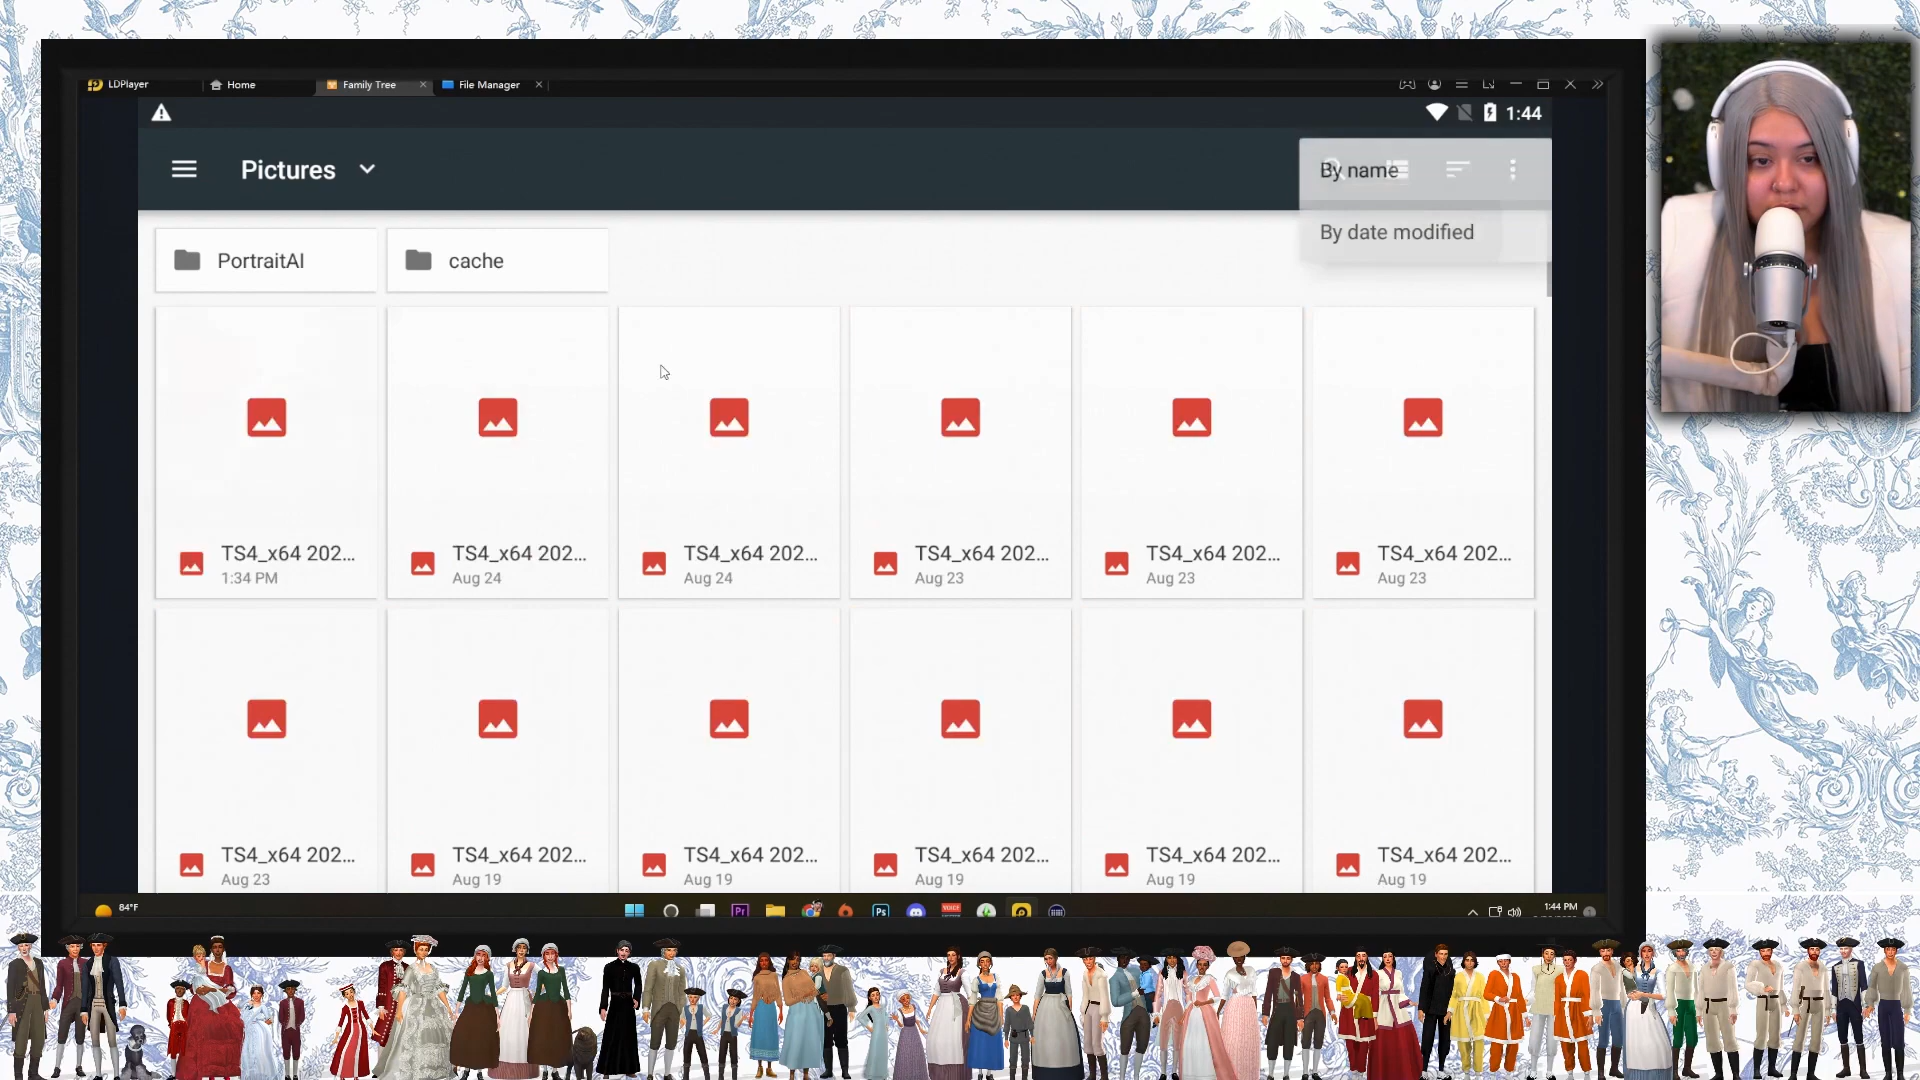 LDPlayer
Home
Family Tree
File Manager
1:44
Pictures
By name
By date modified
PortraitAI
cache
TS4_x64 202...
1:34 PM
TS4_x64 202...
Aug 24
TS4_x64 202...
Aug 24
TS4_x64 202...
Aug 23
TS4_x64 202...
Aug 23
TS4_x64 202...
Aug 23
TS4_x64 202...
Aug 23
TS4_x64 202...
Aug 19
TS4_x64 202...
Aug 19
TS4_x64 202...
Aug 19
TS4_x64 202...
Aug 19
TS4_x64 202...
Aug 19
84°F
Pr
Ps
VOICE
1:44 PM